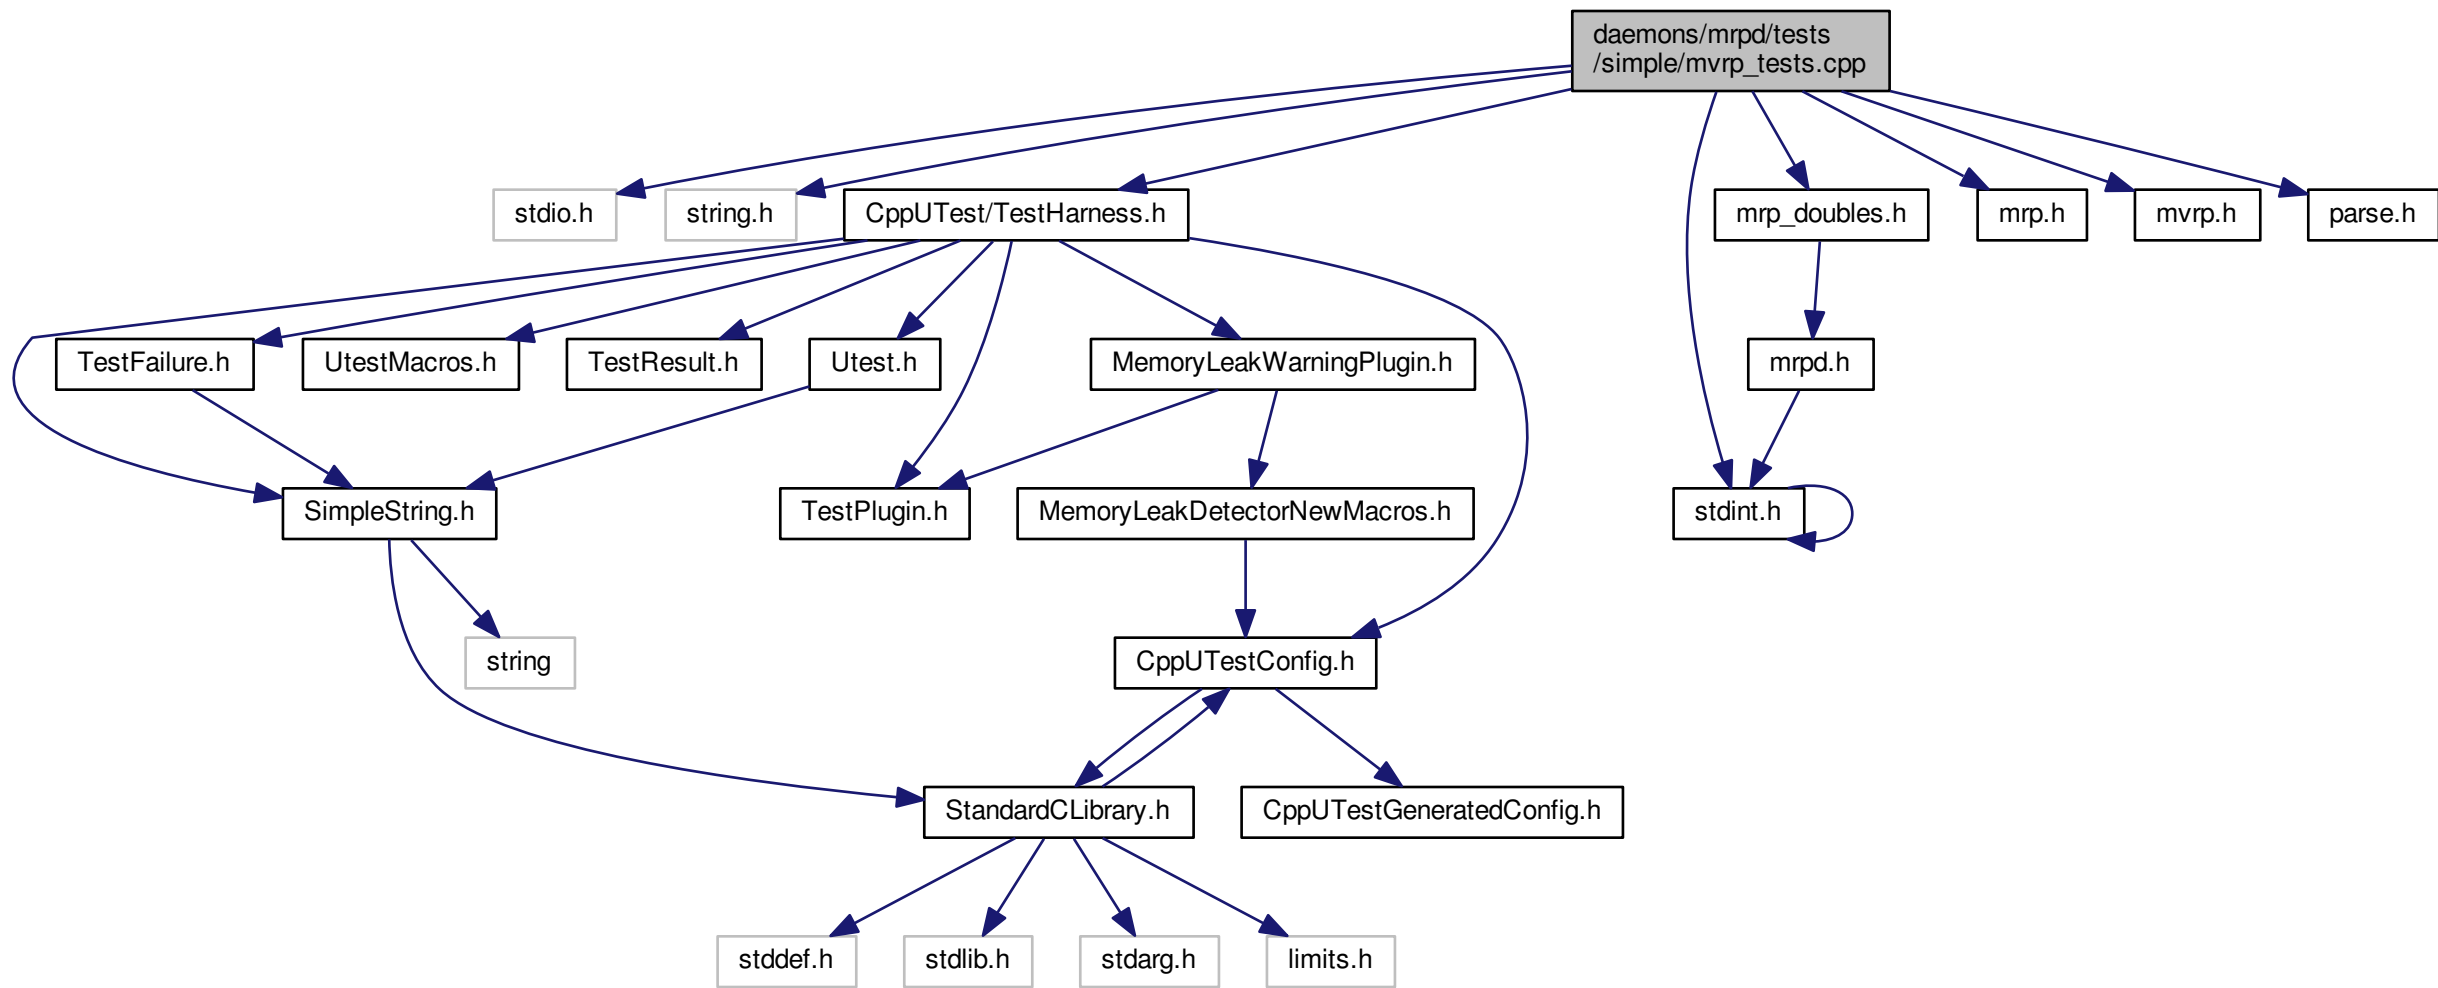 daemons/mrpd/tests
/simple/mvrp_tests.cpp
stdio.h
string.h
CppUTest/TestHarness.h
mrp_doubles.h
mrp.h
mvrp.h
parse.h
TestFailure.h
UtestMacros.h
TestResult.h
Utest.h
MemoryLeakWarningPlugin.h
mrpd.h
SimpleString.h
TestPlugin.h
MemoryLeakDetectorNewMacros.h
stdint.h
string
CppUTestConfig.h
StandardCLibrary.h
CppUTestGeneratedConfig.h
stddef.h
stdlib.h
stdarg.h
limits.h